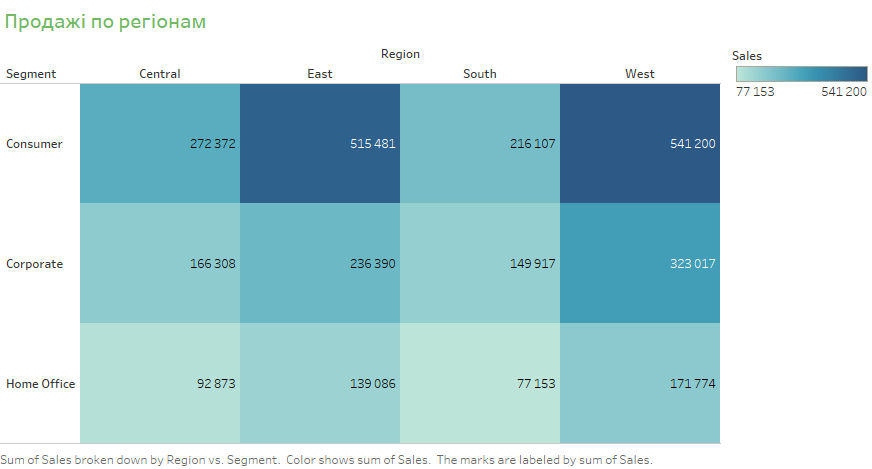 Продажі по регіонам
Region
Segment Central East South West
Consumer 272 372 515 481 216 107 541 200
Corporate 166 308 236 390 149 917 323 017
Home Office 92 873 139 086 77 153 171 774
Sales
77 153 541 200
Sum of Sales broken down by Region vs. Segment. Color shows sum of Sales. The marks are labeled by sum of Sales.